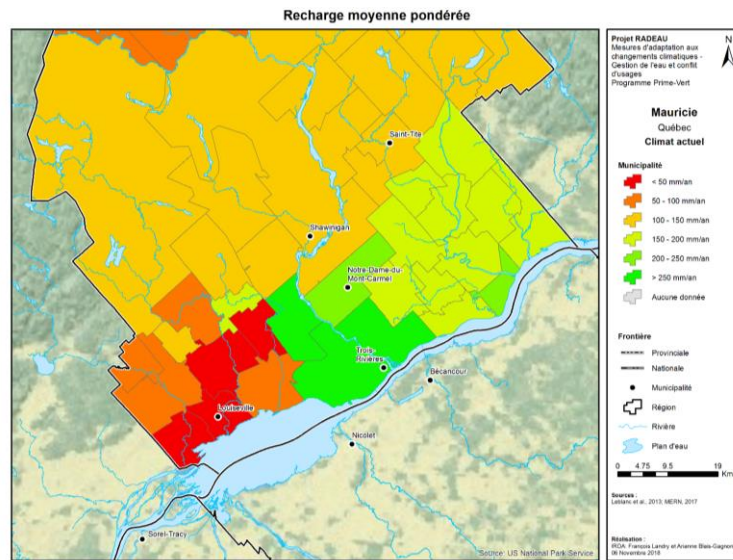 Recharge moyenne pondérée
Saint-Tite
Shawinigan
Notre-Dame-du-
Mont-Carmel
Trois-
Rivières
Bécancour
Louiseville
Nicolet
Sorel-Tracy
Source: US National Park Service
Projet RADEAU
Mesures d'adaptation aux
changements climatiques -
Gestion de l'eau et conflit
d'usages
Programme Prime-Vert
N
Mauricie
Québec
Climat actuel
Municipalité
< 50 mm/an
50 - 100 mm/an
100 - 150 mm/an
150 - 200 mm/an
200 - 250 mm/an
> 250 mm/an
Aucune donnée
Frontière
Provinciale
Nationale
Municipalité
Région
Rivière
Plan d'eau
0 4.75 9.5 19
Km
Sources :
Leblanc et al., 2013; MERN, 2017
Réalisation :
IRDA: François Landry et Arianne Blais-Gagnon
06 Novembre 2018